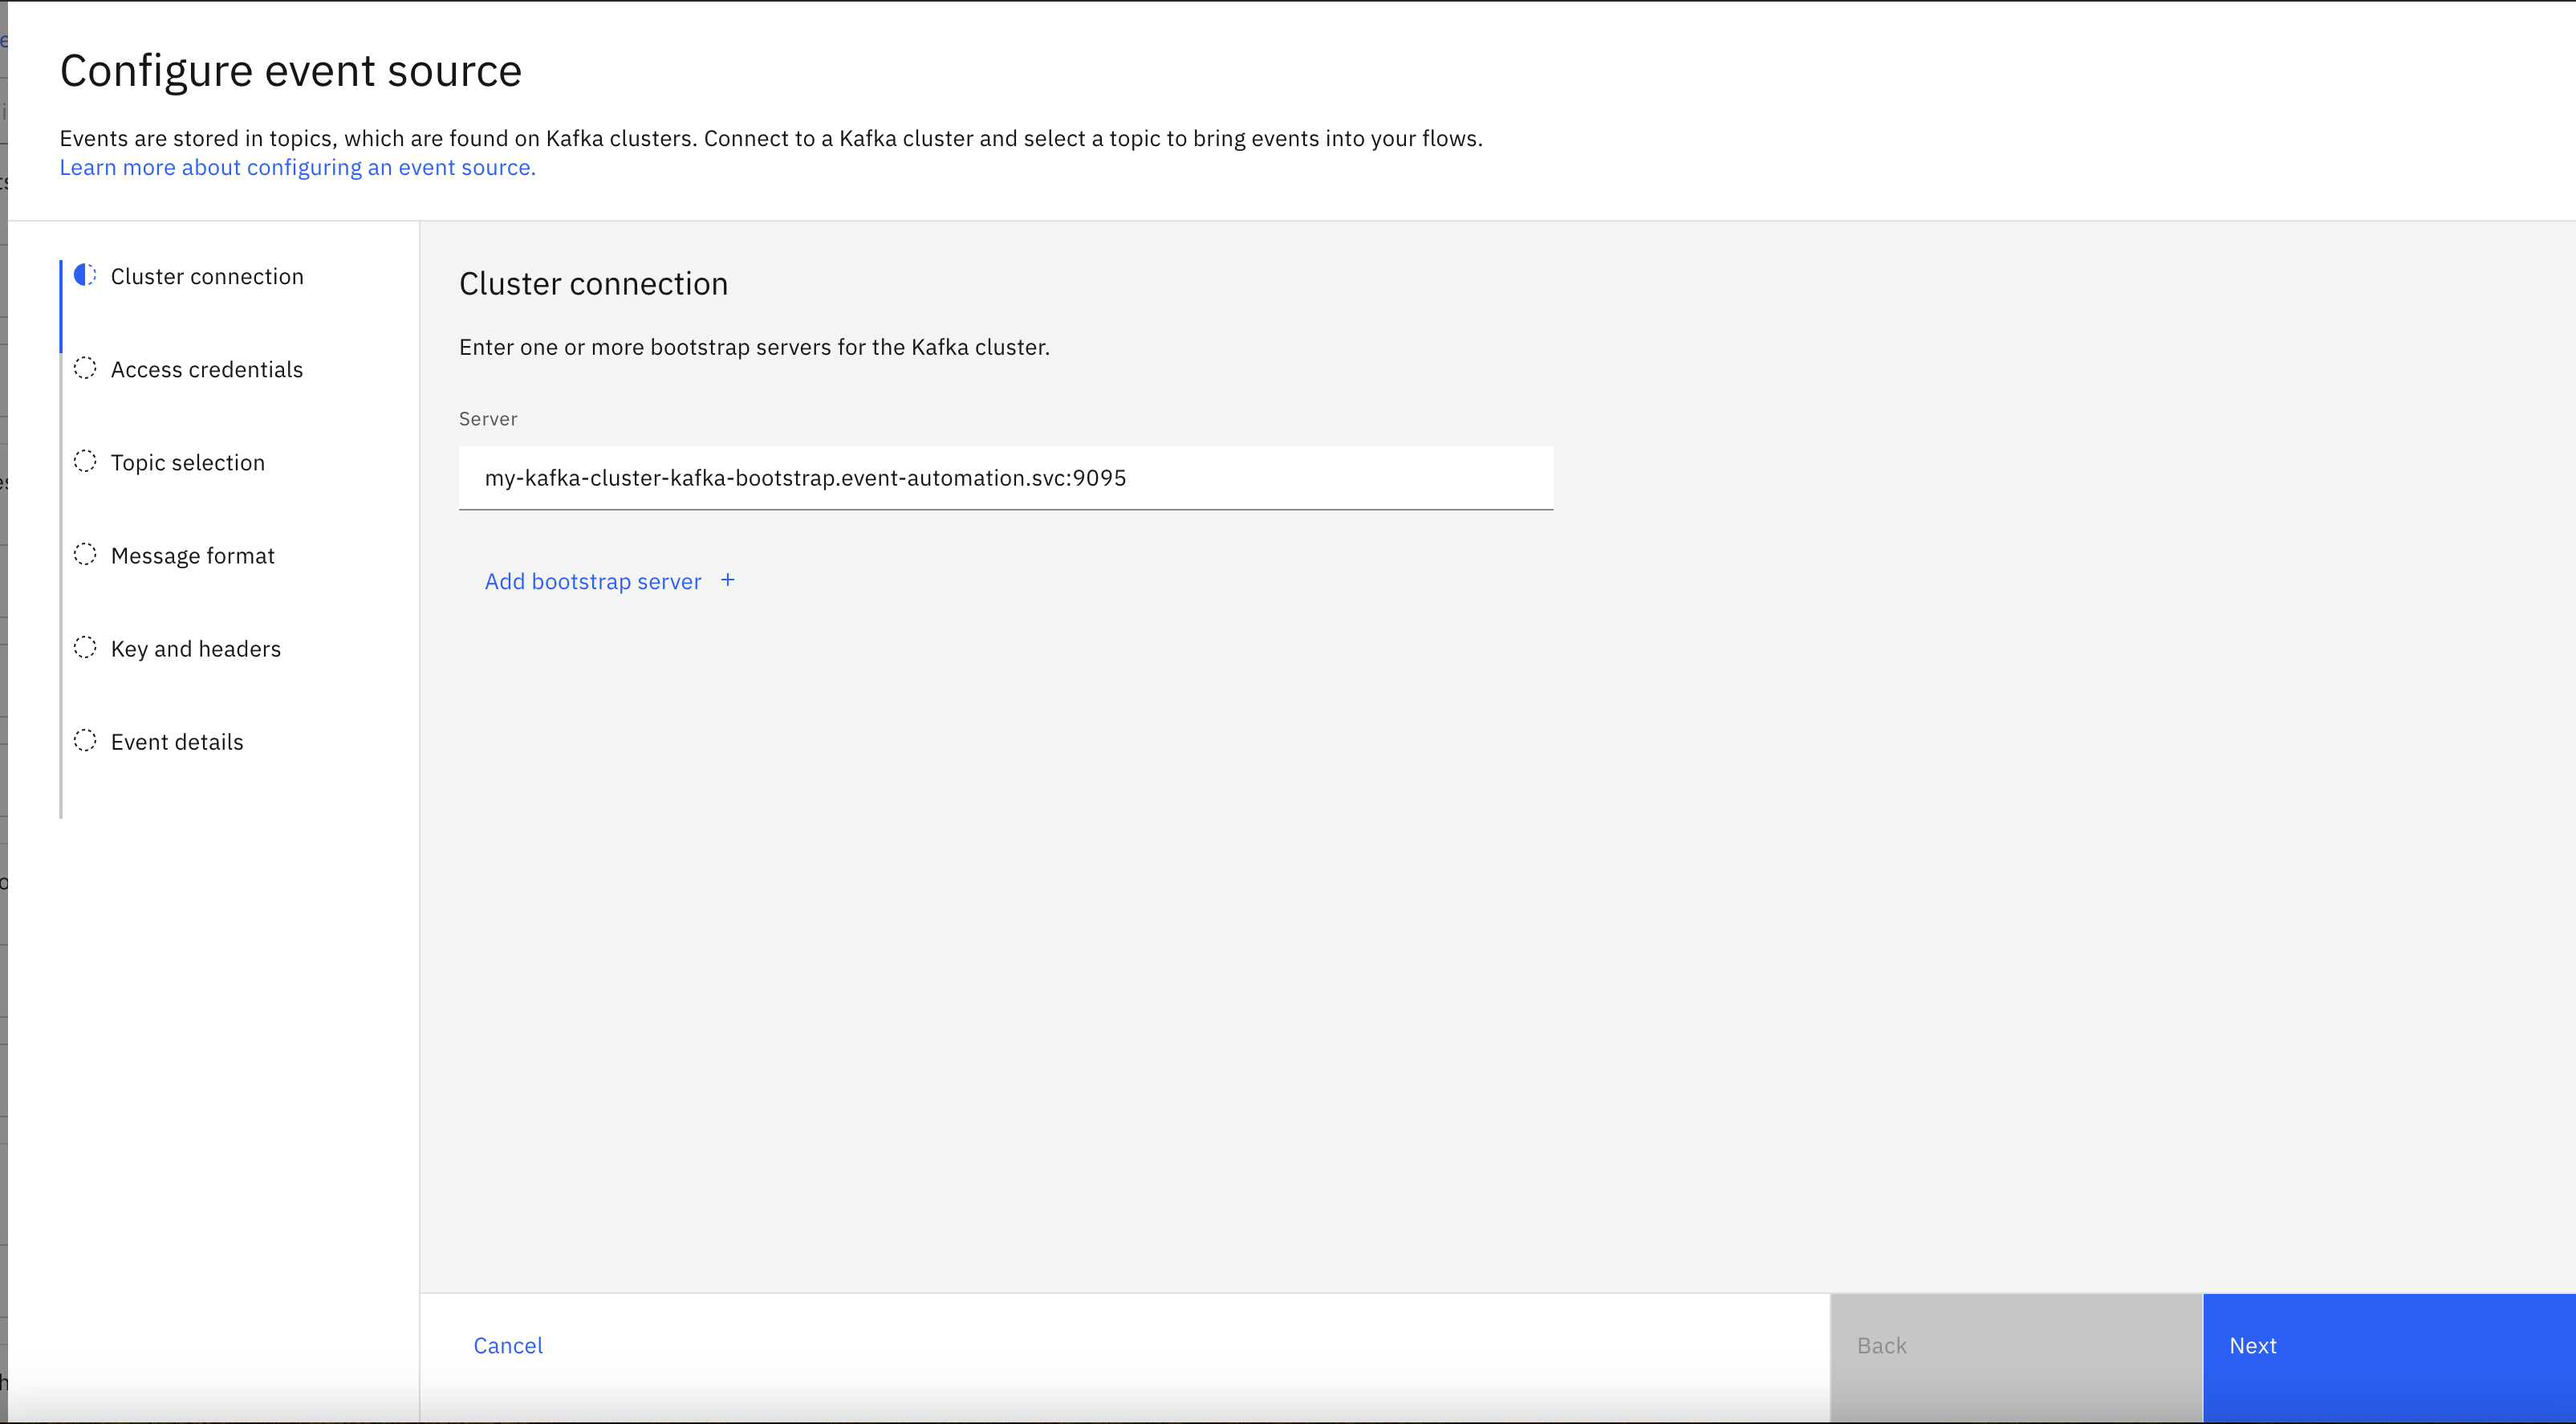 Configure event source
Events are stored in topics, which are found on Kafka clusters. Connect to a Kafka cluster and select a topic to bring events into your flows.
Learn more about configuring an event source.
Cluster connection
Access credentials
Topic selection
Message format
Key and headers
Event details
Cluster connection
Enter one or more bootstrap servers for the Kafka cluster.
Server
my-kafka-cluster-kafka-bootstrap.event-automation.svc:9095
Add bootstrap server +
Cancel
Back
Next